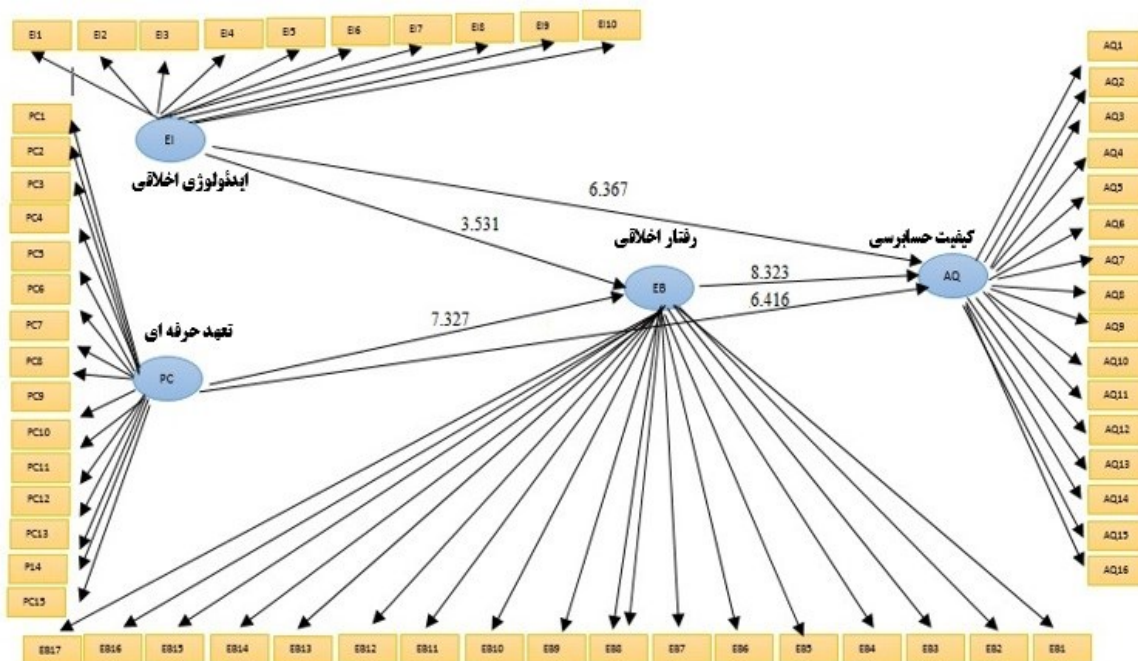 EI1 EI2 EI3 EI4 EI5 EI6 EI7 EI8 EI9 EI10
EI
ایدئولوژی اخلاقی
PC1
PC2
PC3
PC4
PC5
PC6
PC7
PC8
PC9
PC10
PC11
PC12
PC13
P14
PC15
تعهد حرفه ای
PC
6.367
3.531
7.327
رفتار اخلاقی
EB
8.323
6.416
کیفیت حسابرسی
AQ
AQ1
AQ2
AQ3
AQ4
AQ5
AQ6
AQ7
AQ8
AQ9
AQ10
AQ11
AQ12
AQ13
AQ14
AQ15
AQ16
EB17 EB16 EB15 EB14 EB13 EB12 EB11 EB10 EB9 EB8 EB7 EB6 EB5 EB4 EB3 EB2 EB1